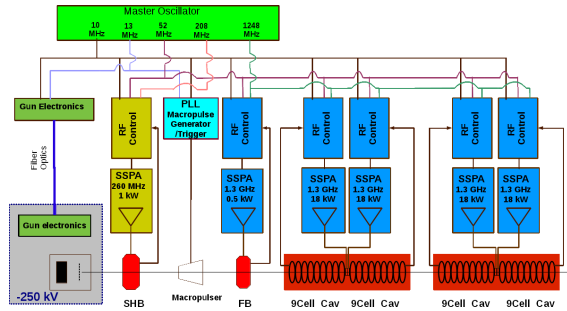 Master Oscillator
10 MHz
13 MHz
52 MHz
208 MHz
1248 MHz
Gun Electronics
Fiber Optics
Gun electronics
-250 kV
RF Control
SSPA
260 MHz
1 kW
SHB
PLL
Macropulse
Generator
/Trigger
Macropulser
RF Control
SSPA
1.3 GHz
0.5 kW
FB
RF Control
SSPA
1.3 GHz
18 kW
RF Control
SSPA
1.3 GHz
18 kW
9Cell Cav
9Cell Cav
RF Control
SSPA
1.3 GHz
18 kW
RF Control
SSPA
1.3 GHz
18 kW
9Cell Cav
9Cell Cav